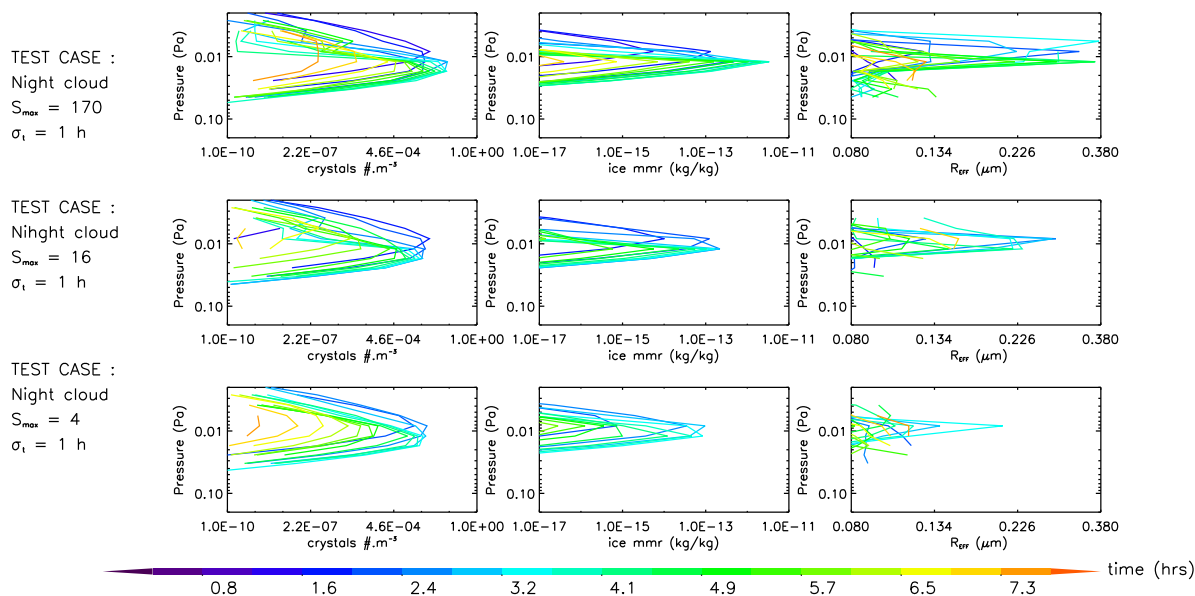 TEST CASE :
Night cloud
Smax = 170
σt = 1 h
Pressure (Pa)
0.01
0.10
1.0E-10 2.2E-07 4.6E-04 1.0E+00
crystals #.m⁻³
Pressure (Pa)
0.01
0.10
1.0E-17 1.0E-15 1.0E-13 1.0E-11
ice mmr (kg/kg)
Pressure (Pa)
0.01
0.10
0.080 0.134 0.226 0.380
REFF (μm)
TEST CASE :
Nihght cloud
Smax = 16
σt = 1 h
Pressure (Pa)
0.01
0.10
1.0E-10 2.2E-07 4.6E-04 1.0E+00
crystals #.m⁻³
Pressure (Pa)
0.01
0.10
1.0E-17 1.0E-15 1.0E-13 1.0E-11
ice mmr (kg/kg)
Pressure (Pa)
0.01
0.10
0.080 0.134 0.226 0.380
REFF (μm)
TEST CASE :
Night cloud
Smax = 4
σt = 1 h
Pressure (Pa)
0.01
0.10
1.0E-10 2.2E-07 4.6E-04 1.0E+00
crystals #.m⁻³
Pressure (Pa)
0.01
0.10
1.0E-17 1.0E-15 1.0E-13 1.0E-11
ice mmr (kg/kg)
Pressure (Pa)
0.01
0.10
0.080 0.134 0.226 0.380
REFF (μm)
time (hrs)
0.8 1.6 2.4 3.2 4.1 4.9 5.7 6.5 7.3